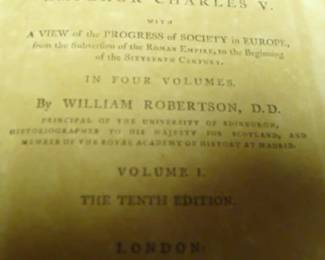 EMPEROR CHARLES V.
WITH
A VIEW of the PROGRESS of SOCIETY in EUROPE,
from the Subversion of the ROMAN EMPIRE, to the Beginning
of the SIXTEENTH CENTURY.
IN FOUR VOLUMES.
By WILLIAM ROBERTSON, D.D.
PRINCIPAL OF THE UNIVERSITY OF EDINBURGH,
HISTORIOGRAPHER TO HIS MAJESTY FOR SCOTLAND, AND
MEMBER OF THE ROYAL ACADEMY OF HISTORY AT MADRID.
VOLUME I.
THE TENTH EDITION.
LONDON: